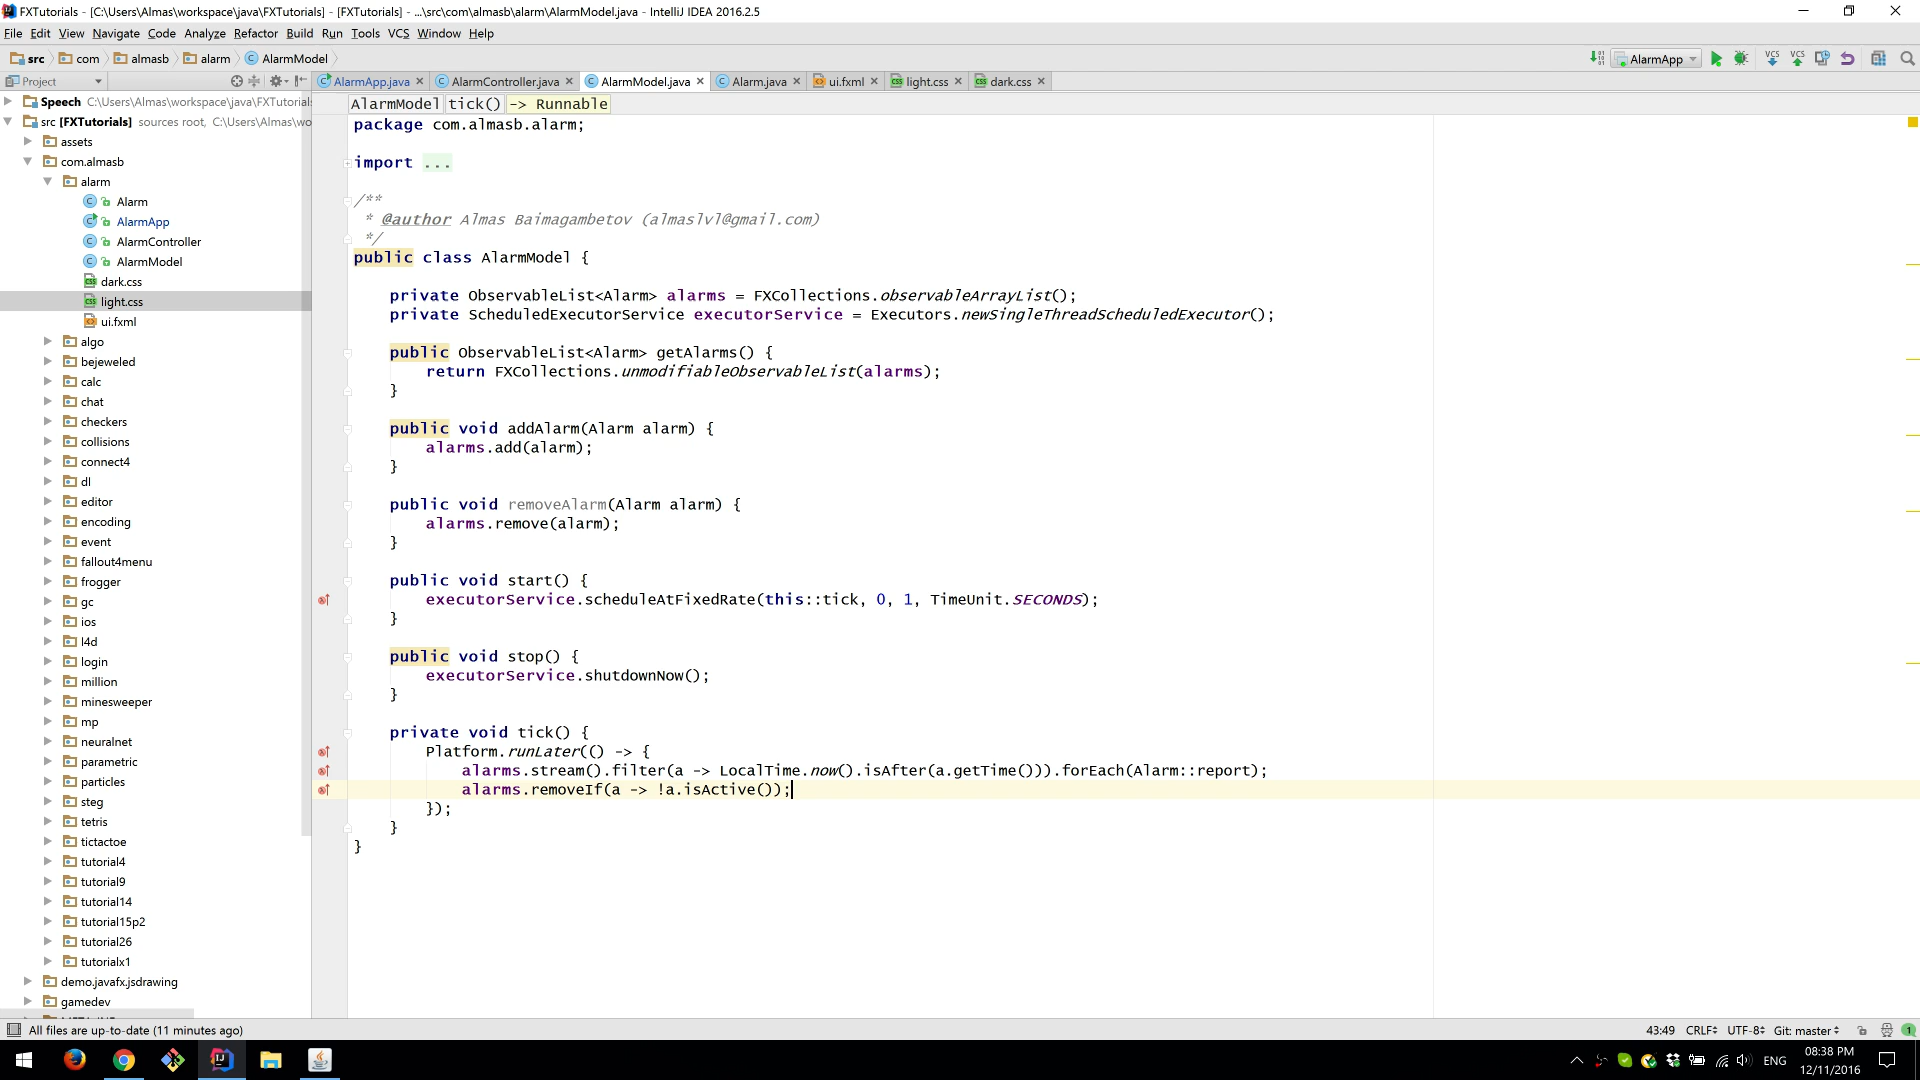 FXTutorials - [C:\Users\Almas\workspace\java\FXTutorials] - [FXTutorials] - ...\src\com\almasb\alarm\AlarmModel.java - IntelliJ IDEA 2016.2.5
File Edit View Navigate Code Analyze Refactor Build Run Tools VCS Window Help
src com almasb alarm AlarmModel AlarmApp VCS VCS
Project AlarmApp.java AlarmController.java AlarmModel.java Alarm.java ui.fxml light.css dark.css
AlarmModel tick() -> Runnable
Speech C:\Users\Almas\workspace\java\FXTutorials
src [FXTutorials] sources root, C:\Users\Almas\wo
assets
com.almasb
alarm
Alarm
AlarmApp
AlarmController
AlarmModel
dark.css
light.css
ui.fxml
algo
bejeweled
calc
chat
checkers
collisions
connect4
dl
editor
encoding
event
fallout4menu
frogger
gc
ios
l4d
login
million
minesweeper
mp
neuralnet
parametric
particles
steg
tetris
tictactoe
tutorial4
tutorial9
tutorial14
tutorial15p2
tutorial26
tutorialx1
demo.javafx.jsdrawing
gamedev
package com.almasb.alarm;
import ...
/**
* @author Almas Baimagambetov (almaslvl@gmail.com)
*/
public class AlarmModel {
private ObservableList<Alarm> alarms = FXCollections.observableArrayList();
private ScheduledExecutorService executorService = Executors.newSingleThreadScheduledExecutor();
public ObservableList<Alarm> getAlarms() {
return FXCollections.unmodifiableObservableList(alarms);
}
public void addAlarm(Alarm alarm) {
alarms.add(alarm);
}
public void removeAlarm(Alarm alarm) {
alarms.remove(alarm);
}
public void start() {
executorService.scheduleAtFixedRate(this::tick, 0, 1, TimeUnit.SECONDS);
}
public void stop() {
executorService.shutdownNow();
}
private void tick() {
Platform.runLater(() -> {
alarms.stream().filter(a -> LocalTime.now().isAfter(a.getTime())).forEach(Alarm::report);
alarms.removeIf(a -> !a.isActive());
});
}
}
All files are up-to-date (11 minutes ago) 43:49 CRLF UTF-8 Git: master 1
ENG 08:38 PM
12/11/2016